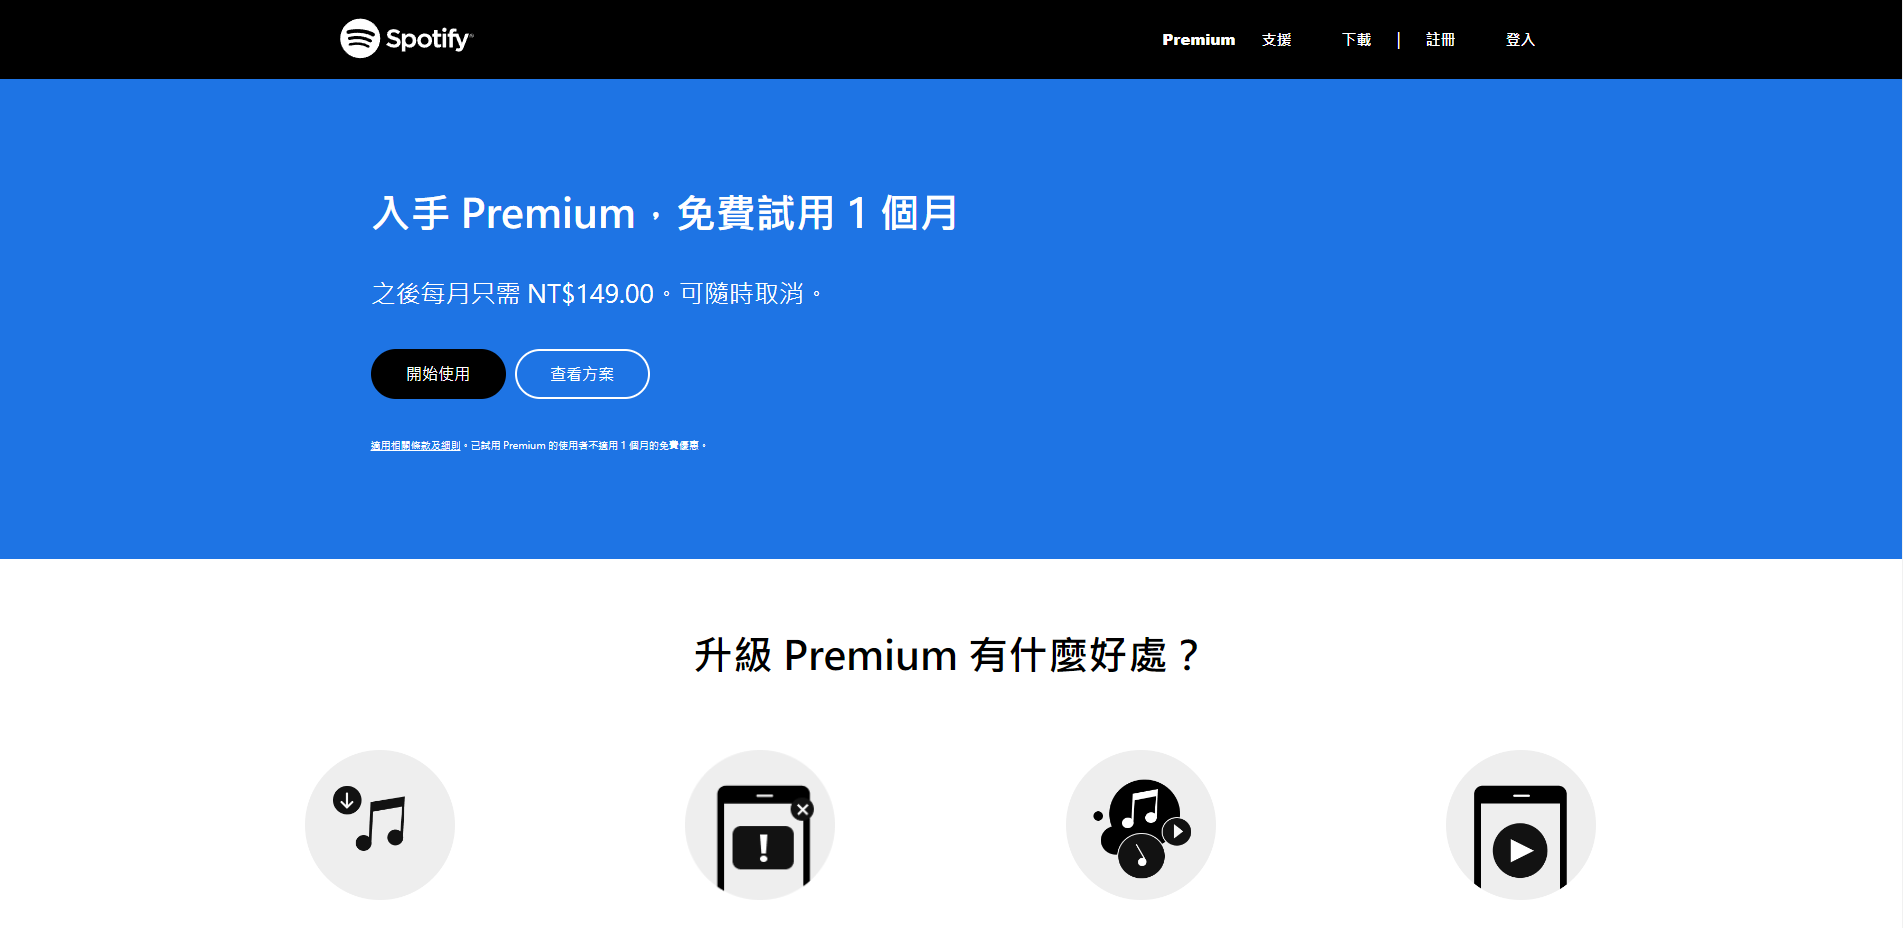 Spotify
Premium 支援 下載 | 註冊 登入
入手 Premium，免費試用 1 個月
之後每月只需 NT$149.00。可隨時取消。
開始使用 查看方案
適用相關條款及細則。已試用 Premium 的使用者不適用 1 個月的免費優惠。
升級 Premium 有什麼好處？